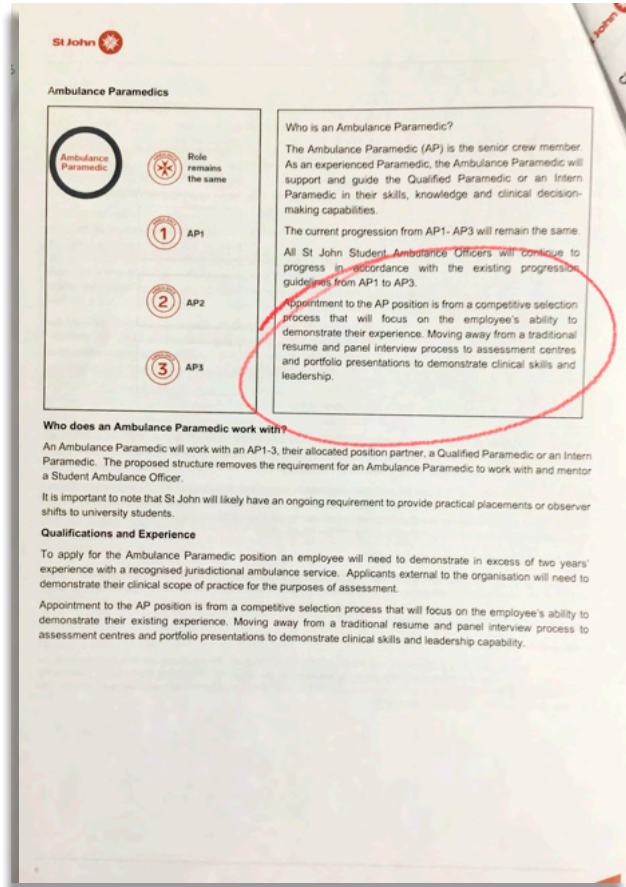 St John
John
Ambulance Paramedics
Ambulance
Paramedic
Role
remains
the same
1 AP1
2 AP2
3 AP3
Who is an Ambulance Paramedic?
The Ambulance Paramedic (AP) is the senior crew member.
As an experienced Paramedic, the Ambulance Paramedic will
support and guide the Qualified Paramedic or an Intern
Paramedic in their skills, knowledge and clinical decision-
making capabilities.
The current progression from AP1- AP3 will remain the same.
All St John Student Ambulance Officers will continue to
progress in accordance with the existing progression
guidelines from AP1 to AP3.
Appointment to the AP position is from a competitive selection
process that will focus on the employee's ability to
demonstrate their experience. Moving away from a traditional
resume and panel interview process to assessment centres
and portfolio presentations to demonstrate clinical skills and
leadership.
Who does an Ambulance Paramedic work with?
An Ambulance Paramedic will work with an AP1-3, their allocated position partner, a Qualified Paramedic or an Intern
Paramedic. The proposed structure removes the requirement for an Ambulance Paramedic to work with and mentor
a Student Ambulance Officer.
It is important to note that St John will likely have an ongoing requirement to provide practical placements or observer
shifts to university students.
Qualifications and Experience
To apply for the Ambulance Paramedic position an employee will need to demonstrate in excess of two years'
experience with a recognised jurisdictional ambulance service. Applicants external to the organisation will need to
demonstrate their clinical scope of practice for the purposes of assessment.
Appointment to the AP position is from a competitive selection process that will focus on the employee's ability to
demonstrate their existing experience. Moving away from a traditional resume and panel interview process to
assessment centres and portfolio presentations to demonstrate clinical skills and leadership capability.